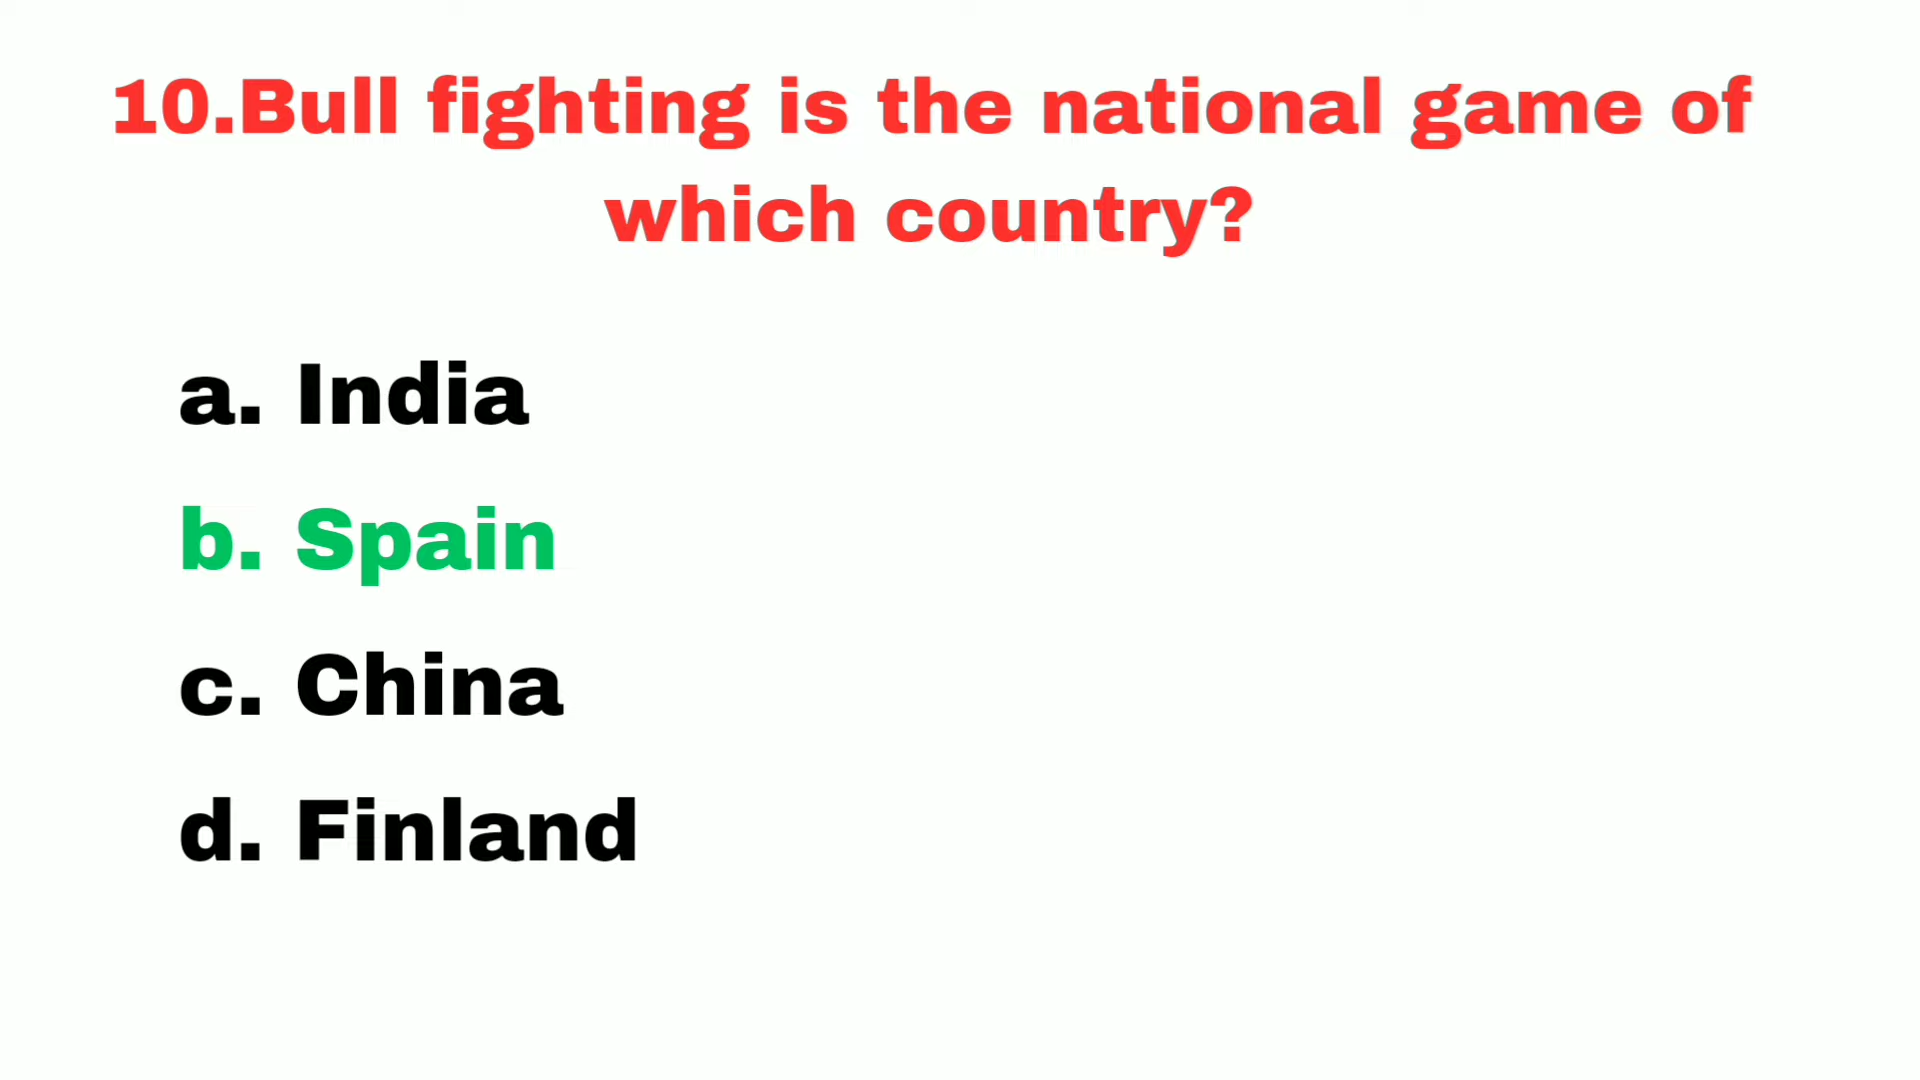 10.Bull fighting is the national game of
which country?
a. India
b. Spain
c. China
d. Finland